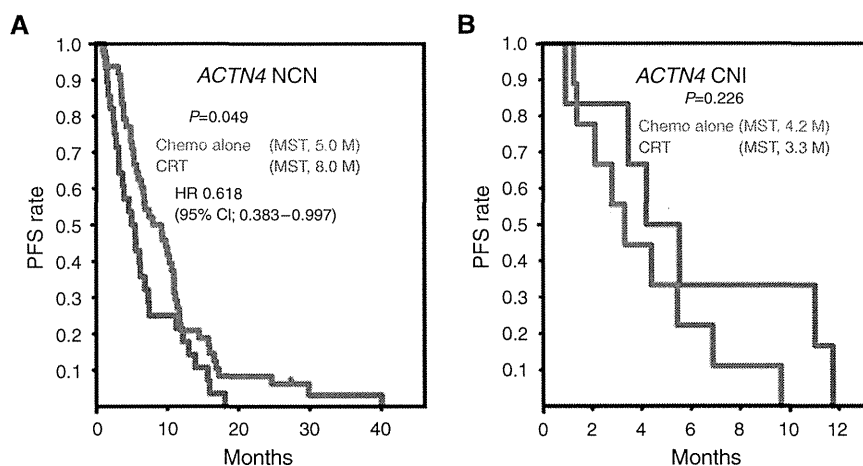 A
ACTN4 NCN
P=0.049
Chemo alone (MST, 5.0 M)
CRT (MST, 8.0 M)
HR 0.618
(95% CI; 0.383–0.997)
PFS rate
1.0
0.9
0.8
0.7
0.6
0.5
0.4
0.3
0.2
0.1
0 10 20 30 40
Months
B
ACTN4 CNI
P=0.226
Chemo alone (MST, 4.2 M)
CRT (MST, 3.3 M)
PFS rate
1.0
0.9
0.8
0.7
0.6
0.5
0.4
0.3
0.2
0.1
0 2 4 6 8 10 12
Months